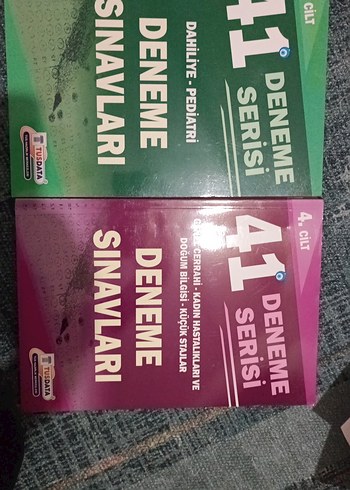 CİLT
41.
DENEME
SERİSİ
DAHİLİYE - PEDİATRİ
DENEME
SINAVLARI
TUSDATA
4. CİLT
41.
DENEME
SERİSİ
CERRAHİ - KADIN HASTALIKLARI VE
DOĞUM BİLGİSİ - KÜÇÜK STAJLAR
DENEME
SINAVLARI
TUSDATA